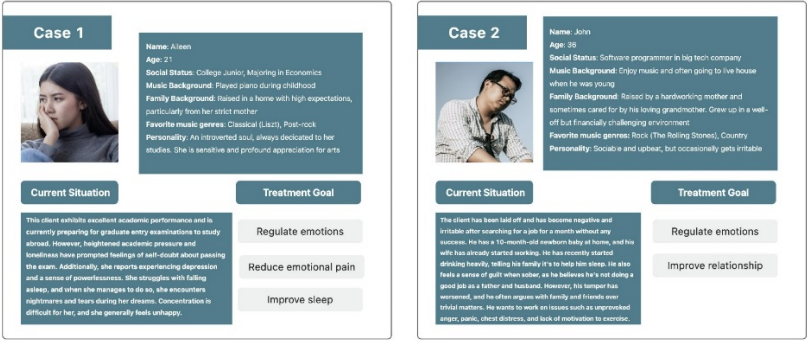 Case 1
Name: Aileen
Age: 21
Social Status: College Junior, Majoring in Economics
Music Background: Played piano during childhood
Family Background: Raised in a home with high expectations,
particularly from her strict mother
Favorite music genres: Classical (Liszt), Post-rock
Personality: An introverted soul, always dedicated to her
studies. She is sensitive and profound appreciation for arts
Current Situation
Treatment Goal
This client exhibits excellent academic performance and is
currently preparing for graduate entry examinations to study
abroad. However, heightened academic pressure and
loneliness have prompted feelings of self-doubt about passing
the exam. Additionally, she reports experiencing depression
and a sense of powerlessness. She struggles with falling
asleep, and when she manages to do so, she encounters
nightmares and tears during her dreams. Concentration is
difficult for her, and she generally feels unhappy.
Regulate emotions
Reduce emotional pain
Improve sleep
Case 2
Name: John
Age: 36
Social Status: Software programmer in big tech company
Music Background: Enjoy music and often going to live house
when he was young
Family Background: Raised by a hardworking mother and
sometimes cared for by his loving grandmother. Grew up in a well-
off but financially challenging environment
Favorite music genres: Rock (The Rolling Stones), Country
Personality: Sociable and upbeat, but occasionally gets irritable
Current Situation
Treatment Goal
The client has been laid off and has become negative and
irritable after searching for a job for a month without any
success. He has a 10-month-old newborn baby at home, and his
wife has already started working. He has recently started
drinking heavily, telling his family it's to help him sleep. He also
feels a sense of guilt when sober, as he believes he's not doing a
good job as a father and husband. However, his temper has
worsened, and he often argues with family and friends over
trivial matters. He wants to work on issues such as unprovoked
anger, panic, chest distress, and lack of motivation to exercise.
Regulate emotions
Improve relationship